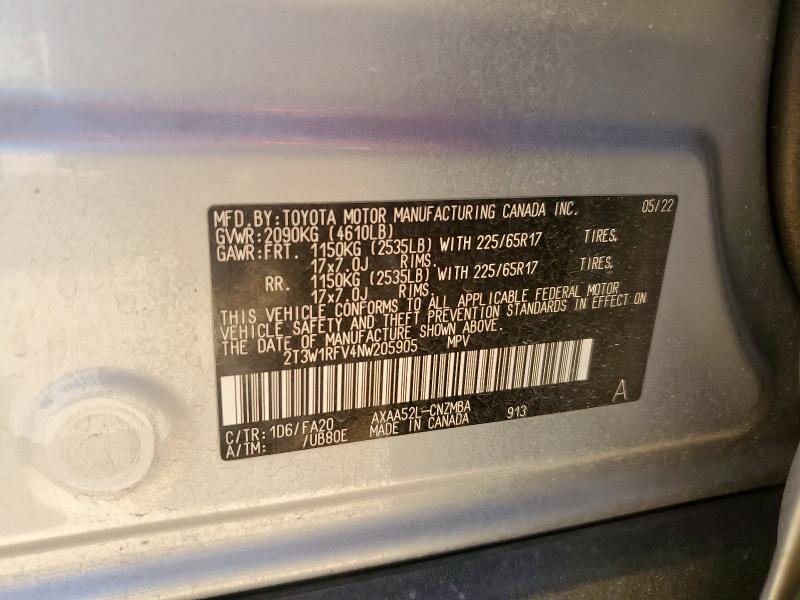 MFD. BY: TOYOTA MOTOR MANUFACTURING CANADA INC. 05/22
GVWR: 2090KG (4610LB)
GAWR: FRT. 1150KG (2535LB) WITH 225/65R17 TIRES,
17x7.0J RIMS.
RR. 1150KG (2535LB) WITH 225/65R17 TIRES,
17x7.0J RIMS.
THIS VEHICLE CONFORMS TO ALL APPLICABLE FEDERAL MOTOR
VEHICLE SAFETY AND THEFT PREVENTION STANDARDS IN EFFECT ON
THE DATE OF MANUFACTURE SHOWN ABOVE.
2T3W1RFV4NW205905 MPV
C/TR: 1D6/FA20 AXAA52L-CNZMBA 913 A
A/TM: /UB80E MADE IN CANADA